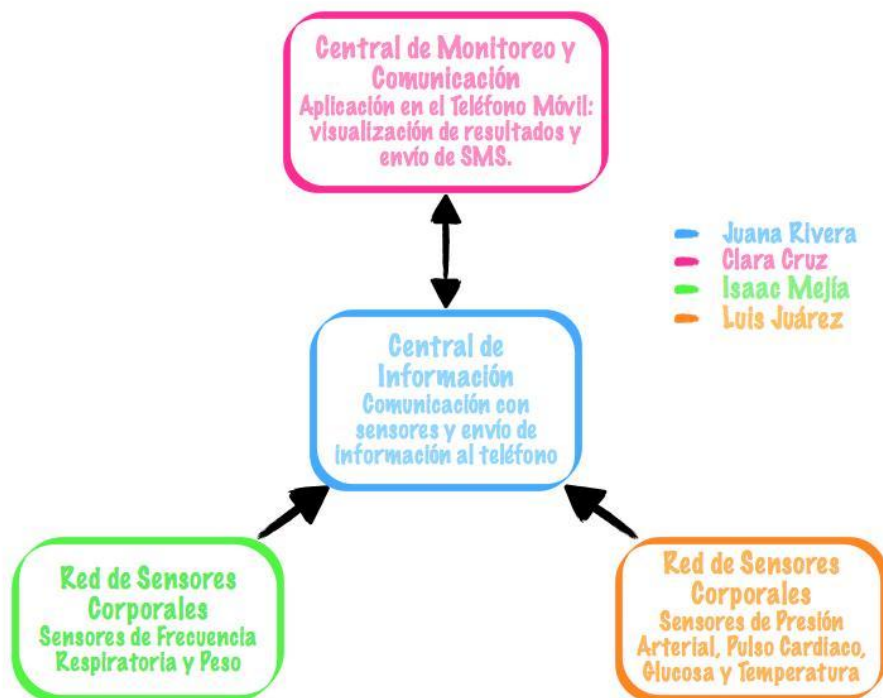 Central de Monitoreo y
Comunicación
Aplicación en el Teléfono Móvil:
visualización de resultados y
envío de SMS.
Juana Rivera
Clara Cruz
Isaac Mejía
Luis Juárez
Central de
Información
Comunicación con
sensores y envío de
información al teléfono
Red de Sensores
Corporales
Sensores de Frecuencia
Respiratoria y Peso
Red de Sensores
Corporales
Sensores de Presión
Arterial, Pulso Cardiaco,
Glucosa y Temperatura